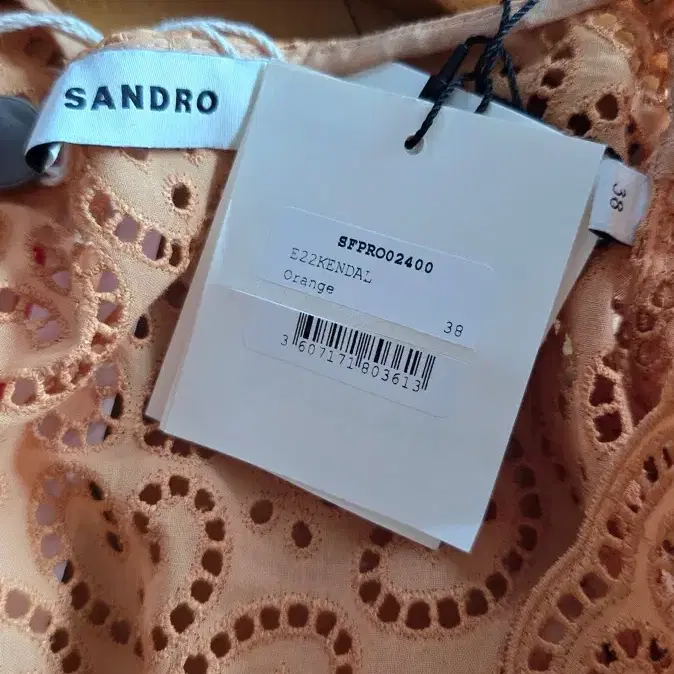 SANDRO
38
SFPRO02400
E22KENDAL
Orange
38
3 607171 803613